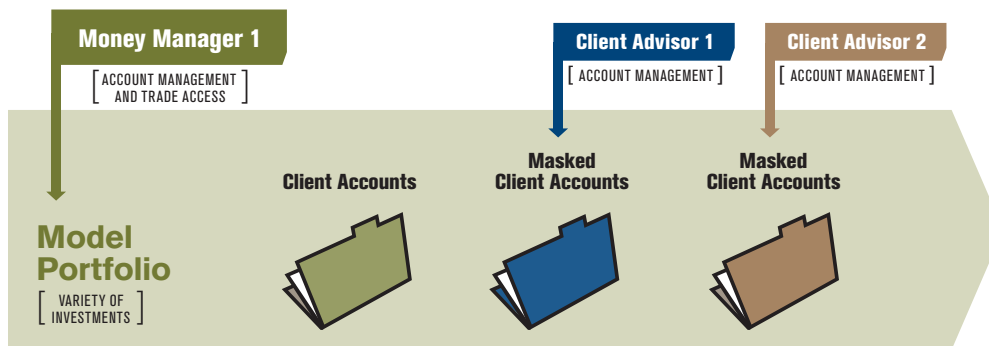 Money Manager 1
[ ACCOUNT MANAGEMENT
AND TRADE ACCESS ]
Client Advisor 1
[ ACCOUNT MANAGEMENT ]
Client Advisor 2
[ ACCOUNT MANAGEMENT ]
Client Accounts
Masked
Client Accounts
Masked
Client Accounts
Model
Portfolio
[ VARIETY OF
INVESTMENTS ]